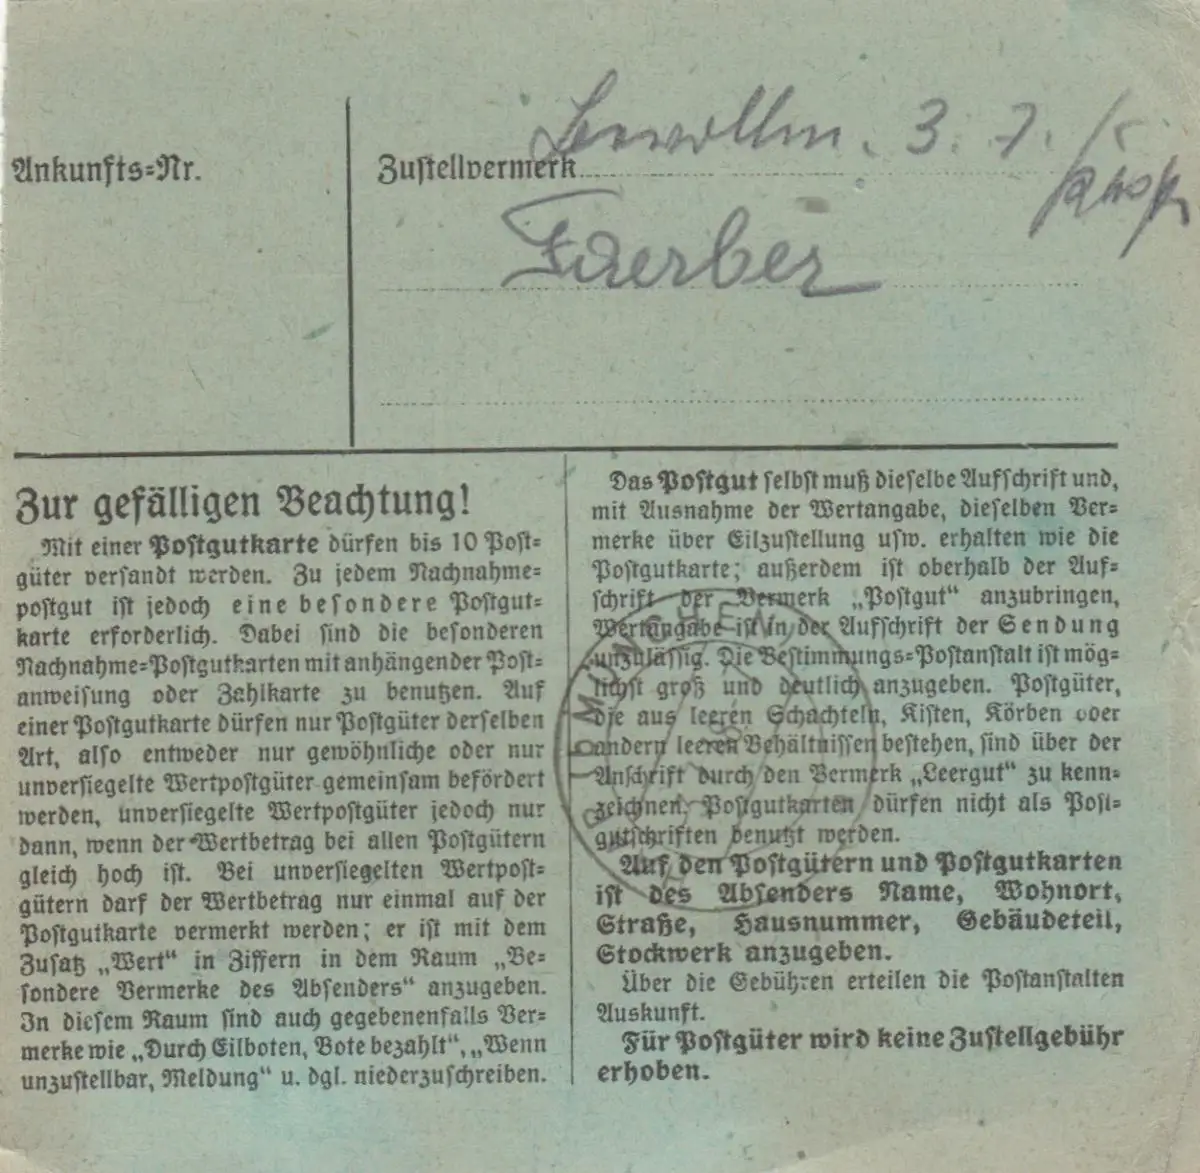 Ankunfts-Nr.
Zustellvermerk
3. 7.
Faerber
Zur gefälligen Beachtung!
Mit einer Postgutkarte dürfen bis 10 Post-
güter versandt werden. Zu jedem Nachnahme-
postgut ist jedoch eine besondere Postgut-
karte erforderlich. Dabei sind die besonderen
Nachnahme-Postgutkarten mit anhängender Post-
anweisung oder Zahlkarte zu benutzen. Auf
einer Postgutkarte dürfen nur Postgüter derselben
Art, also entweder nur gewöhnliche oder nur
unversiegelte Wertpostgüter gemeinsam befördert
werden, unversiegelte Wertpostgüter jedoch nur
dann, wenn der Wertbetrag bei allen Postgütern
gleich hoch ist. Bei unversiegelten Wertpost-
gütern darf der Wertbetrag nur einmal auf der
Postgutkarte vermerkt werden; er ist mit dem
Zusatz „Wert“ in Ziffern in dem Raum „Be-
sondere Vermerke des Absenders“ anzugeben.
In diesem Raum sind auch gegebenenfalls Ver-
merke wie „Durch Eilboten, Bote bezahlt“, „Wenn
unzustellbar, Meldung“ u. dgl. niederzuschreiben.
Das Postgut selbst muß dieselbe Aufschrift und,
mit Ausnahme der Wertangabe, dieselben Ver-
merke über Eilzustellung usw. erhalten wie die
Postgutkarte; außerdem ist oberhalb der Auf-
schrift der Vermerk „Postgut“ anzubringen,
Wertangabe ist in der Aufschrift der Sendung
unzulässig. Die Bestimmungs-Postanstalt ist mög-
lichst groß und deutlich anzugeben. Postgüter,
die aus leeren Schachteln, Kisten, Körben oder
andern leeren Behältnissen bestehen, sind über der
Anschrift durch den Vermerk „Leergut“ zu kenn-
zeichnen. Postgutkarten dürfen nicht als Post-
gutschriften benutzt werden.
Auf den Postgütern und Postgutkarten
ist des Absenders Name, Wohnort,
Straße, Hausnummer, Gebäudeteil,
Stockwerk anzugeben.
Über die Gebühren erteilen die Postanstalten
Auskunft.
Für Postgüter wird keine Zustellgebühr
erhoben.